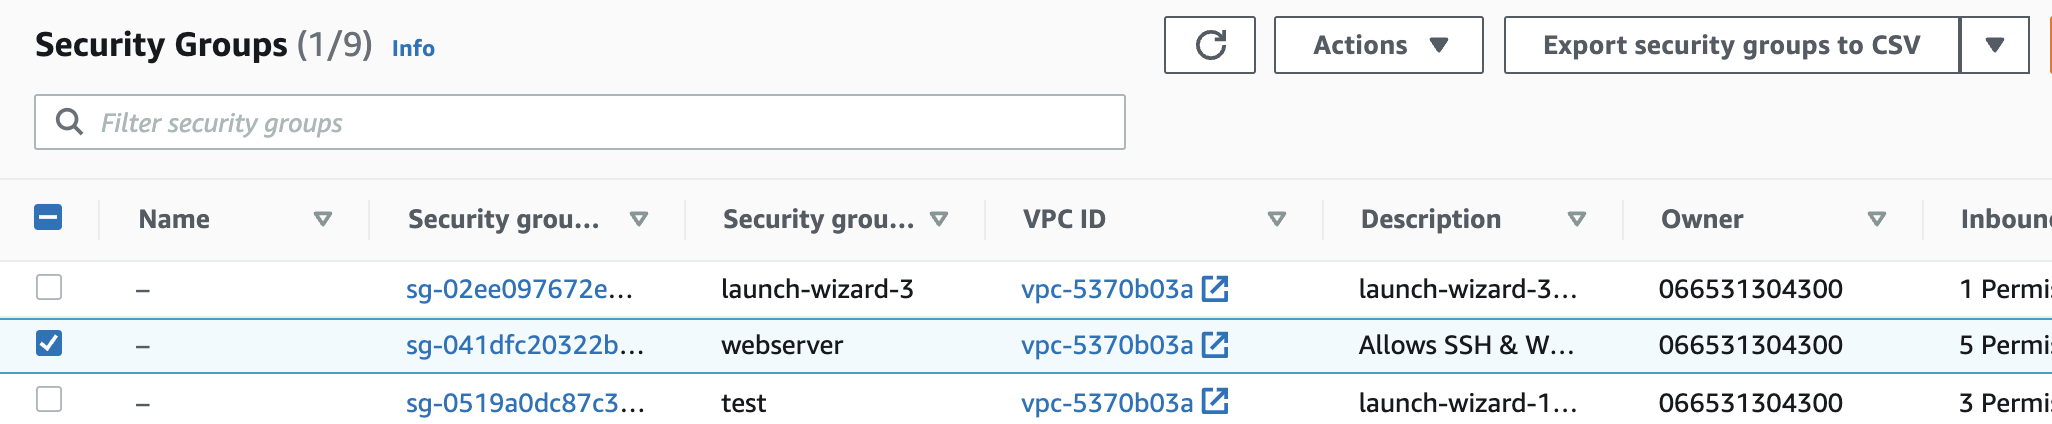 Security Groups (1/9) Info Actions Export security groups to CSV
Filter security groups
Name Security grou... Security grou... VPC ID Description Owner Inboun
– sg-02ee097672e... launch-wizard-3 vpc-5370b03a launch-wizard-3... 066531304300 1 Permi
– sg-041dfc20322b... webserver vpc-5370b03a Allows SSH & W... 066531304300 5 Permi
– sg-0519a0dc87c3... test vpc-5370b03a launch-wizard-1... 066531304300 3 Permi